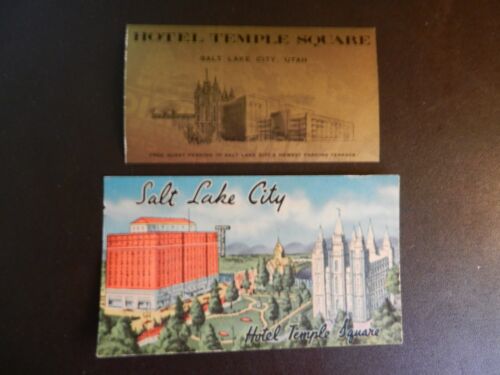 HOTEL TEMPLE SQUARE
SALT LAKE CITY, UTAH
FREE GUEST PARKING IN SALT LAKE CITY'S NEWEST PARKING TERRACE
Salt Lake City
Hotel Temple Square